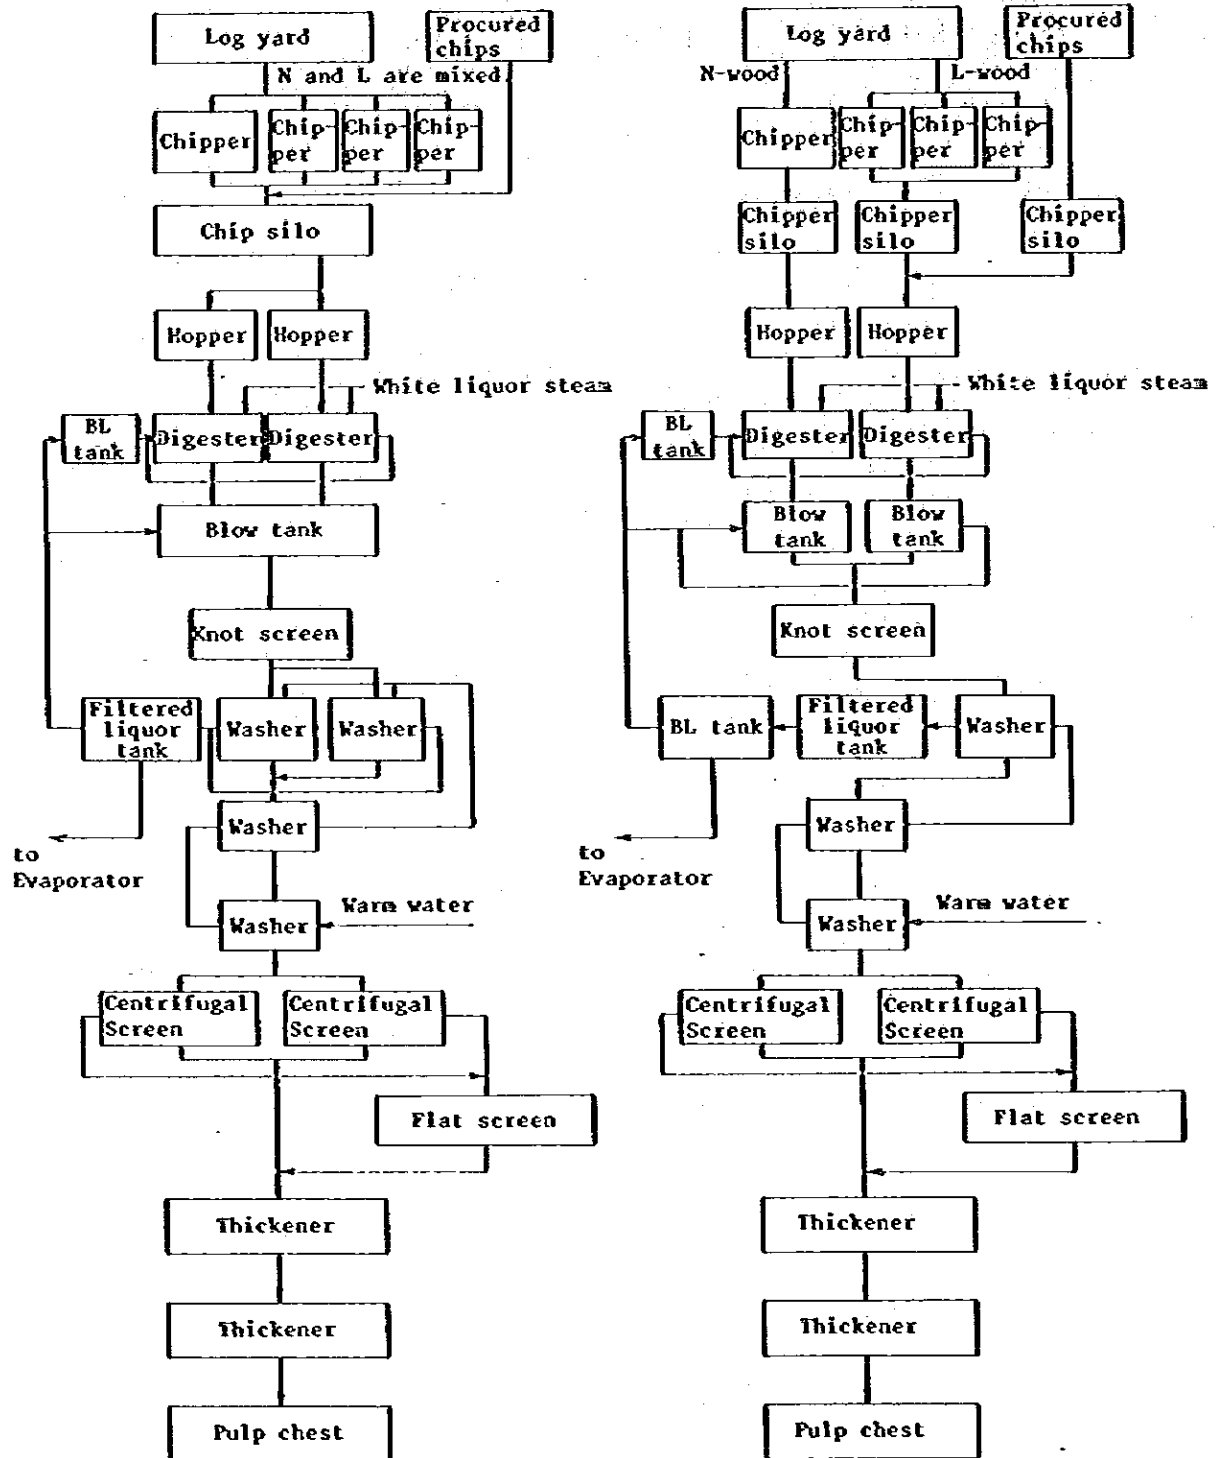 Log yard
Procured
chips
N and L are mixed
Chipper
Chip-
per
Chip-
per
Chip-
per
Chip silo
Hopper
Hopper
White liquor steam
BL
tank
Digester
Digester
Blow tank
Knot screen
Filtered
liquor
tank
Washer
Washer
Washer
to
Evaporator
Washer
Warm water
Centrifugal
Screen
Centrifugal
Screen
Flat screen
Thickener
Thickener
Pulp chest
Log yard
Procured
chips
N-wood
L-wood
Chipper
Chip-
per
Chip-
per
Chip-
per
Chipper
silo
Chipper
silo
Chipper
silo
Hopper
Hopper
White liquor steam
BL
tank
Digester
Digester
Blow
tank
Blow
tank
Knot screen
BL tank
Filtered
liquor
tank
Washer
Washer
to
Evaporator
Washer
Warm water
Centrifugal
Screen
Centrifugal
Screen
Flat screen
Thickener
Thickener
Pulp chest